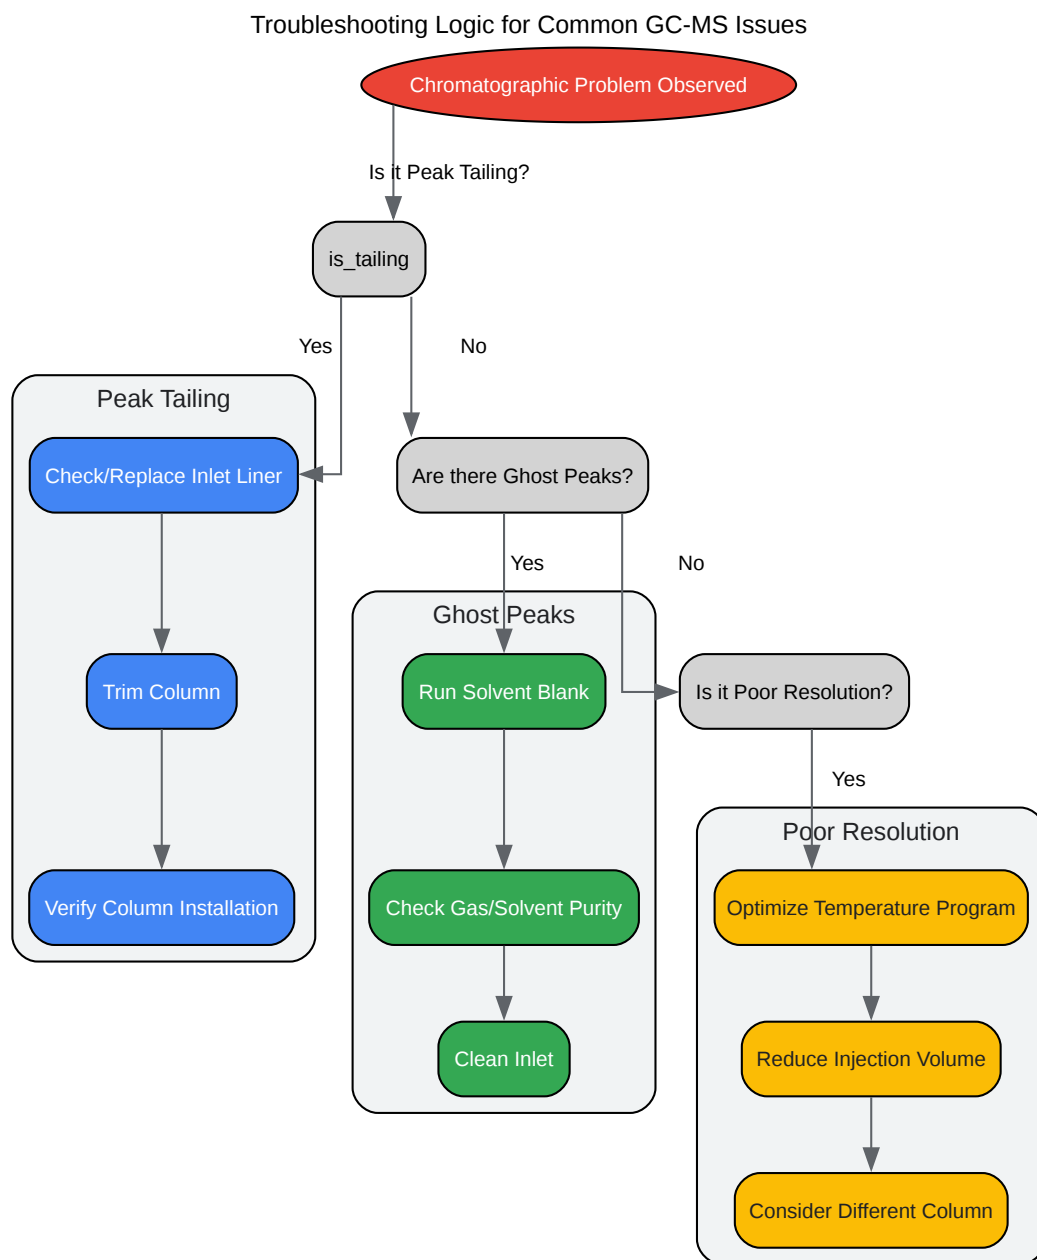 Troubleshooting Logic for Common GC-MS Issues
Chromatographic Problem Observed
Is it Peak Tailing?
is_tailing
Yes
No
Peak Tailing
Check/Replace Inlet Liner
Are there Ghost Peaks?
Yes
No
Ghost Peaks
Trim Column
Run Solvent Blank
Is it Poor Resolution?
Yes
Poor Resolution
Verify Column Installation
Check Gas/Solvent Purity
Optimize Temperature Program
Clean Inlet
Reduce Injection Volume
Consider Different Column